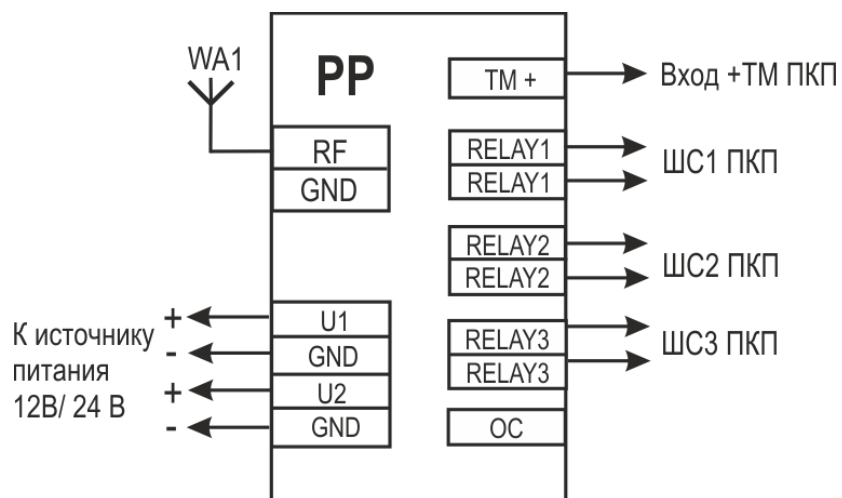 WA1
PP
TM +
Вход +ТМ ПКП
RF
GND
RELAY1
RELAY1
ШС1 ПКП
RELAY2
RELAY2
ШС2 ПКП
К источнику
питания
12В/ 24 В
+
-
+
-
U1
GND
U2
GND
RELAY3
RELAY3
ШС3 ПКП
OC